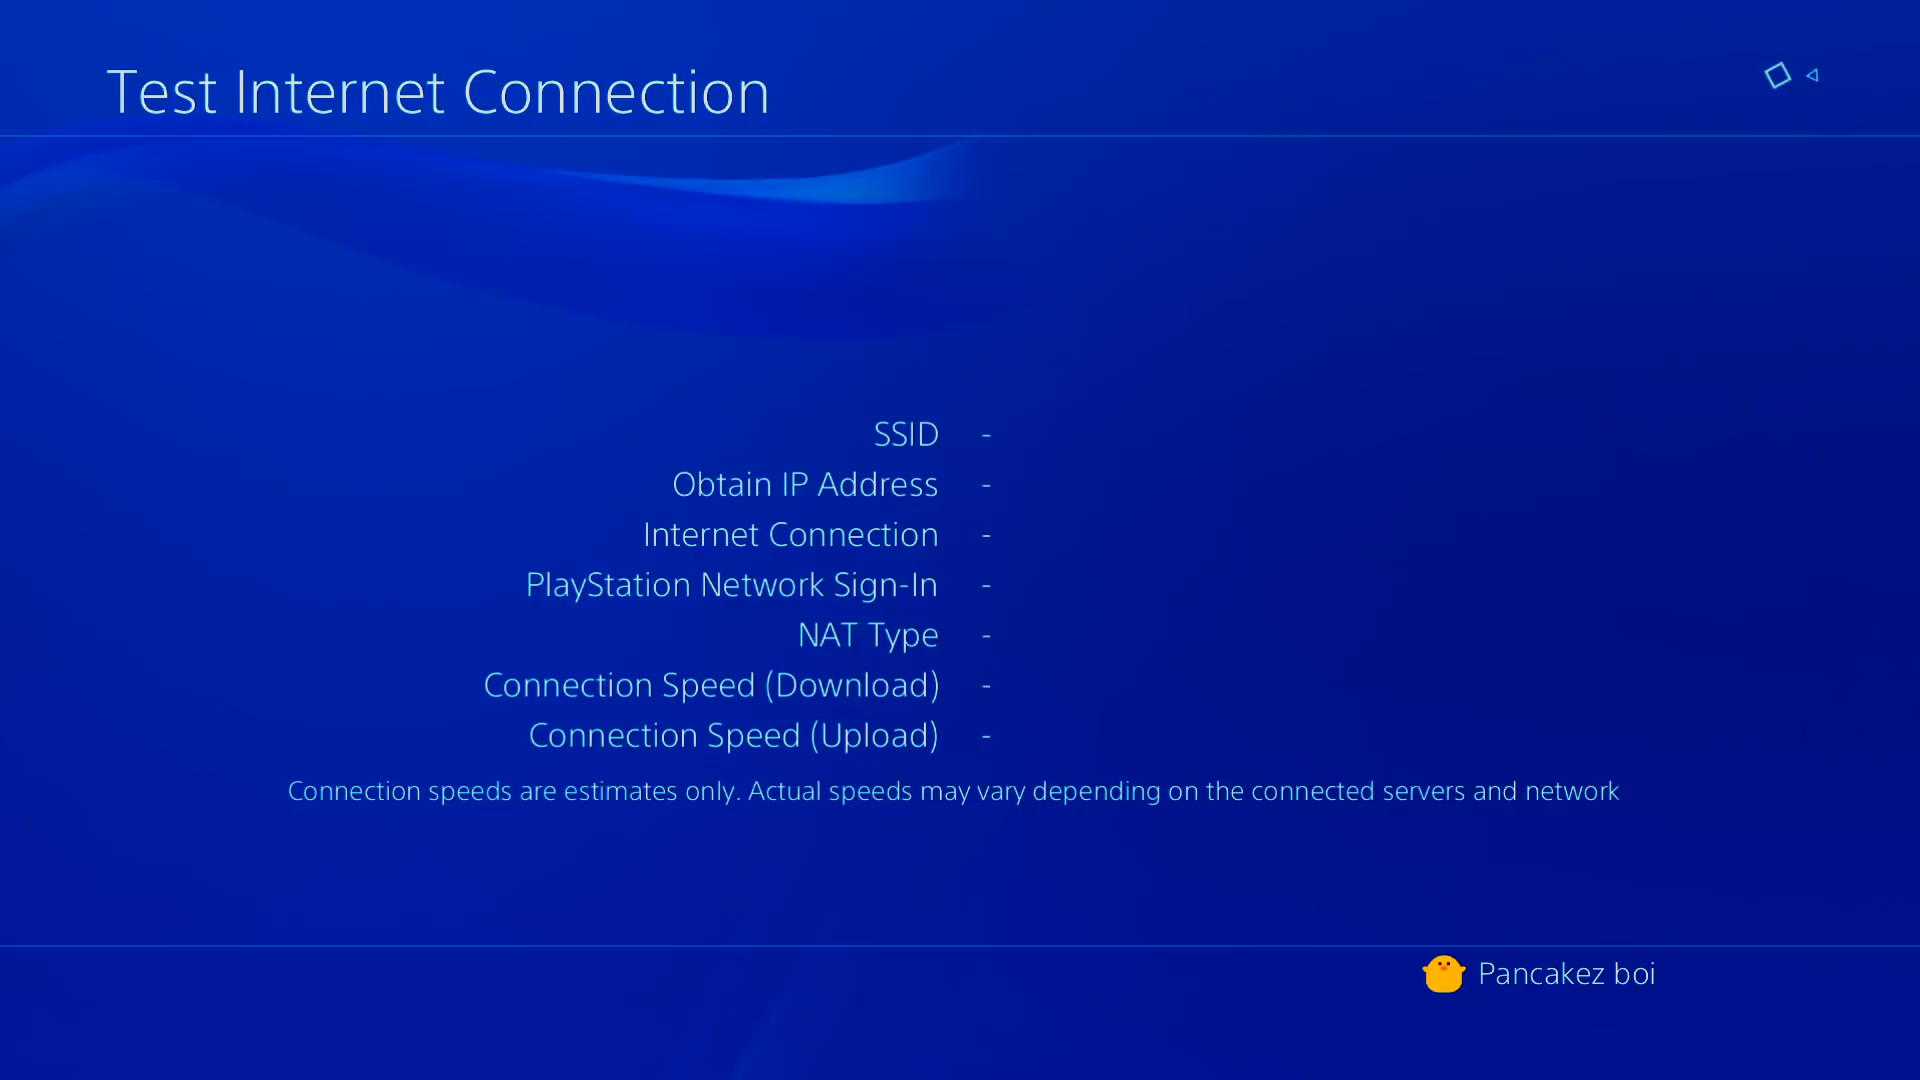 Test Internet Connection
SSID -
Obtain IP Address -
Internet Connection -
PlayStation Network Sign-In -
NAT Type -
Connection Speed (Download) -
Connection Speed (Upload) -
Connection speeds are estimates only. Actual speeds may vary depending on the connected servers and network
Pancakez boi